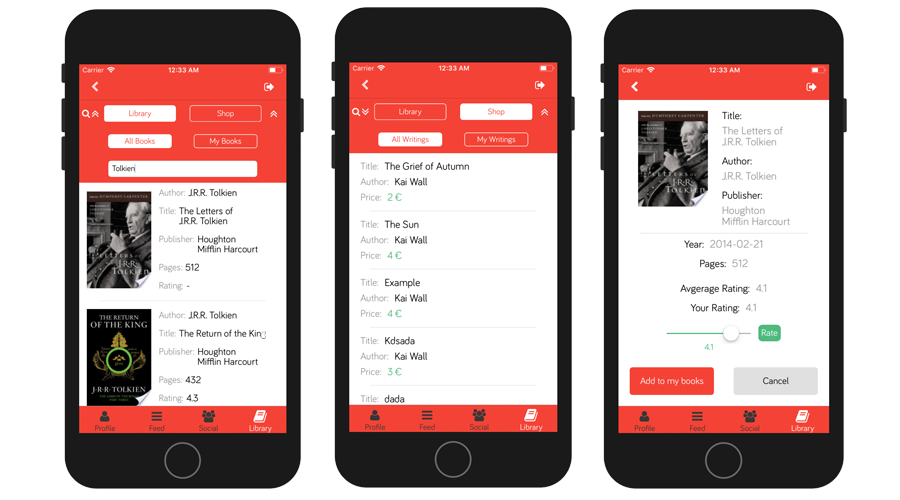 Carrier 12:33 AM
Library Shop
All Books My Books
Tolkien
HUMPHREY CARPENTER
LETTERS
J·R·R·
TOLKIEN
Author: J.R.R. Tolkien
Title: The Letters of
J.R.R. Tolkien
Publisher: Houghton
Mifflin Harcourt
Pages: 512
Rating: -
THE RETURN
OF THE KING
J·R·R·TOLKIEN
Author: J.R.R. Tolkien
Title: The Return of the King
Publisher: Houghton
Mifflin Harcourt
Pages: 432
Rating: 4.3
Profile Feed Social Library
Carrier 12:33 AM
Library Shop
All Writings My Writings
Title: The Grief of Autumn
Author: Kai Wall
Price: 2 €
Title: The Sun
Author: Kai Wall
Price: 4 €
Title: Example
Author: Kai Wall
Price: 4 €
Title: Kdsada
Author: Kai Wall
Price: 3 €
Title: dada
Profile Feed Social Library
Carrier 12:33 AM
HUMPHREY CARPENTER
LETTERS
J·R·R·
TOLKIEN
Title:
The Letters of
J.R.R. Tolkien
Author:
J.R.R. Tolkien
Publisher:
Houghton
Mifflin Harcourt
Year: 2014-02-21
Pages: 512
Avgerage Rating: 4.1
Your Rating: 4.1
Rate
4.1
Add to my books Cancel
Profile Feed Social Library